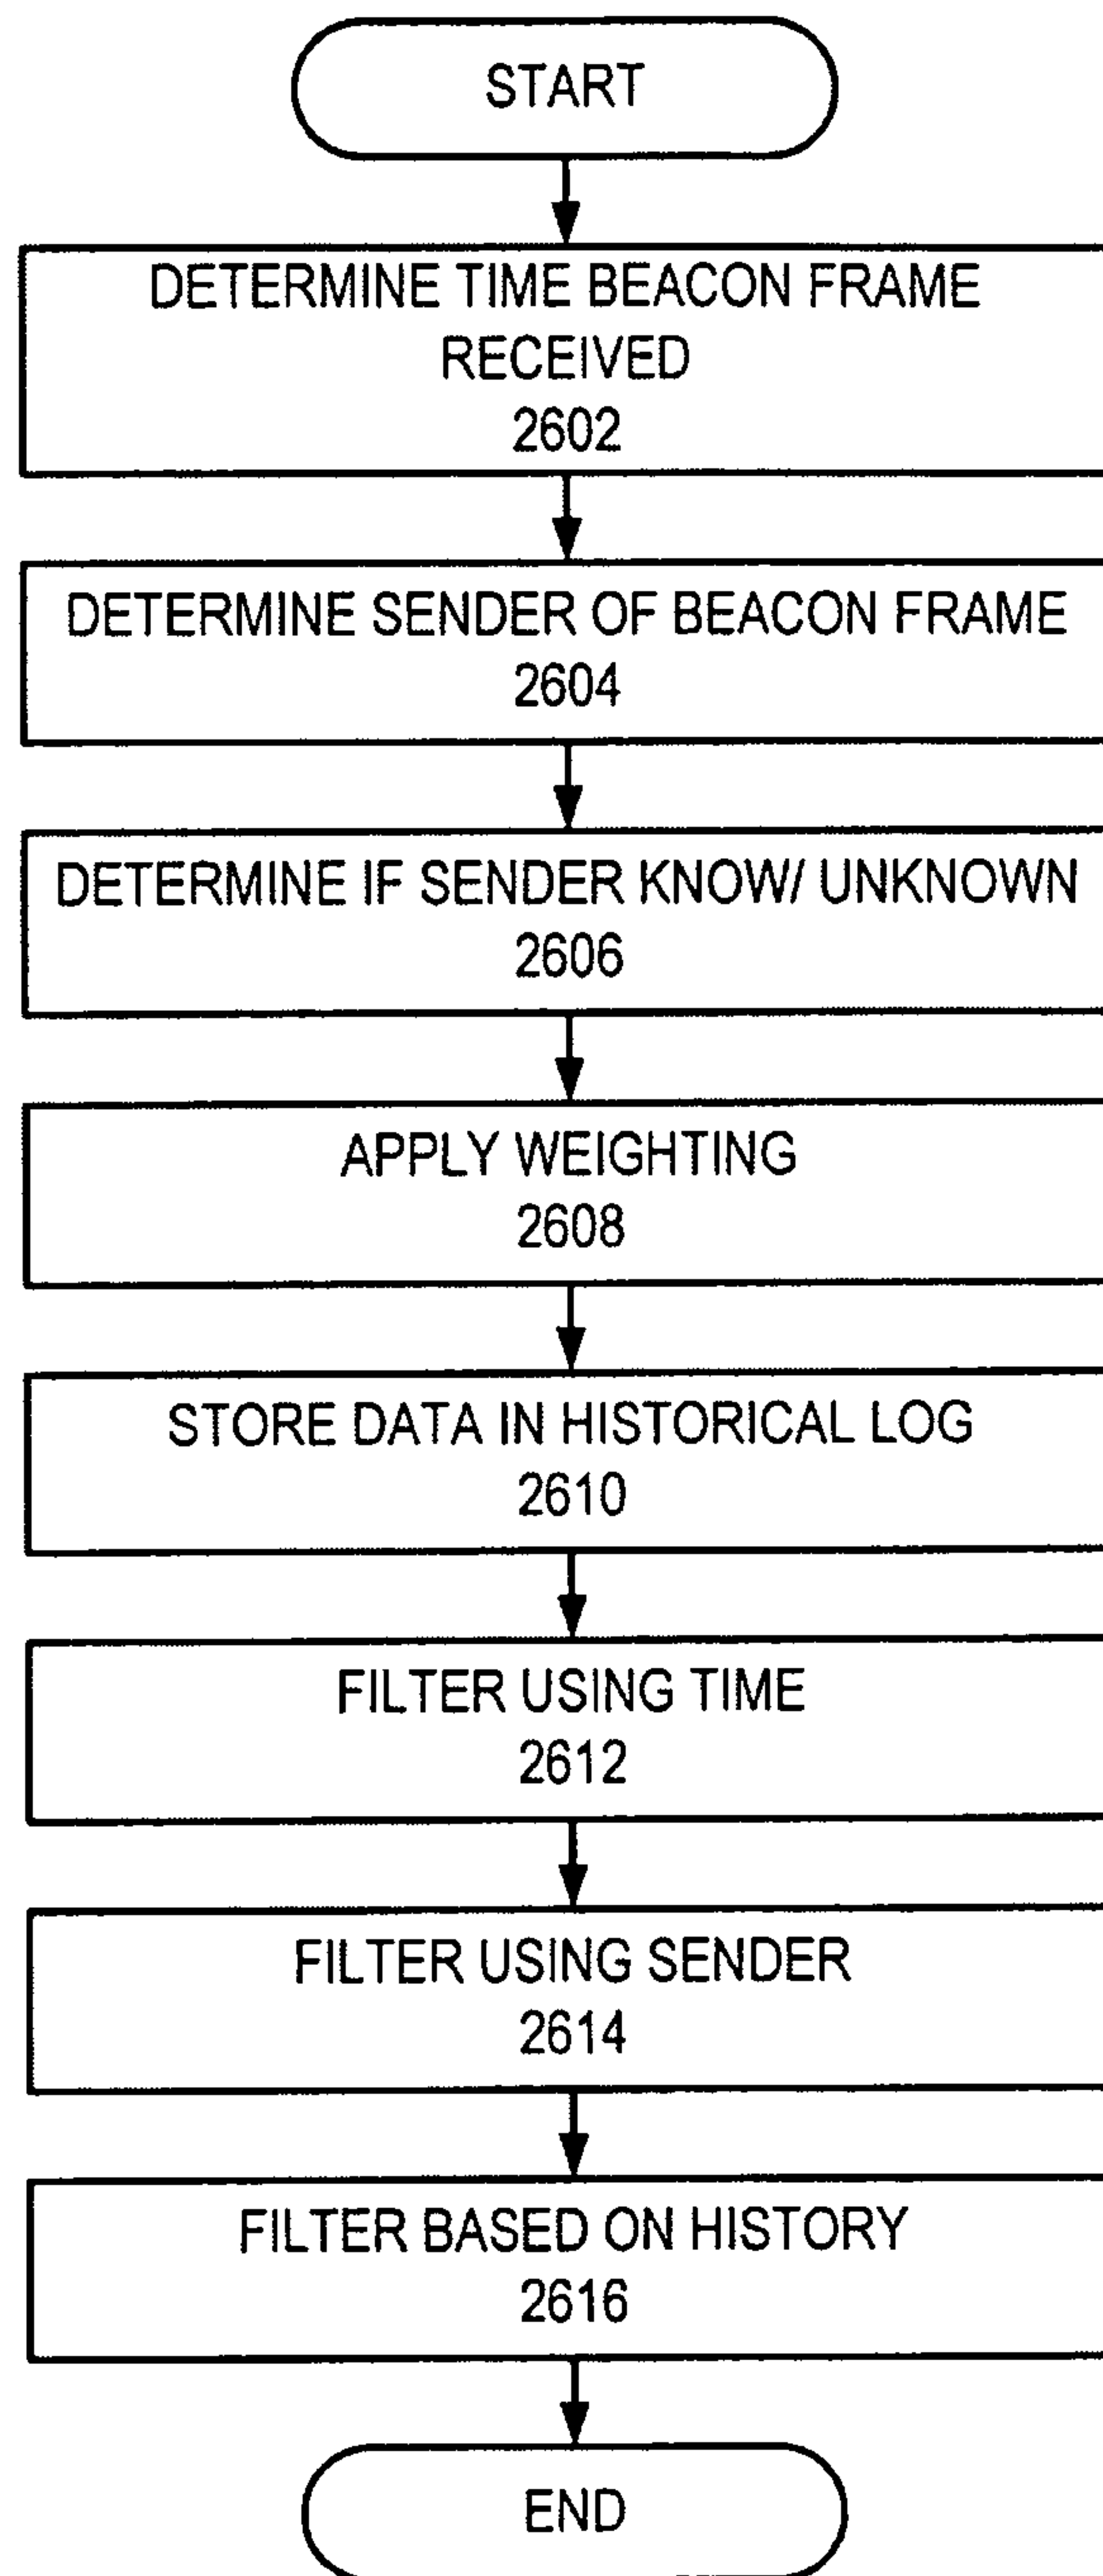 START
DETERMINE TIME BEACON FRAME
RECEIVED
2602
DETERMINE SENDER OF BEACON FRAME
2604
DETERMINE IF SENDER KNOW/ UNKNOWN
2606
APPLY WEIGHTING
2608
STORE DATA IN HISTORICAL LOG
2610
FILTER USING TIME
2612
FILTER USING SENDER
2614
FILTER BASED ON HISTORY
2616
END